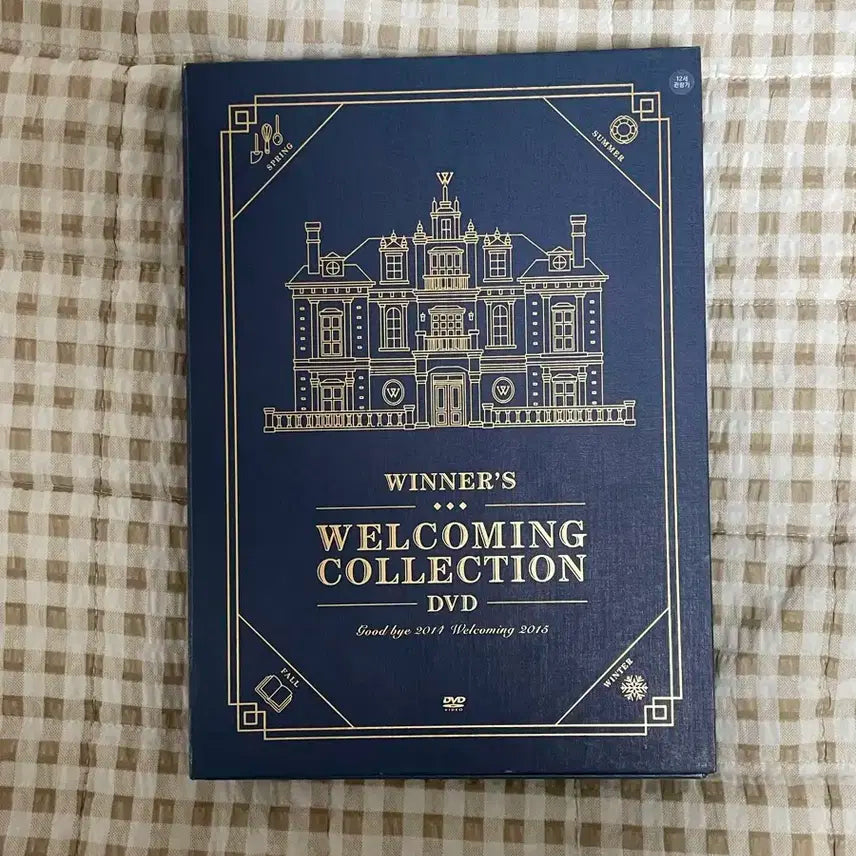 12세
관람가
SPRING
SUMMER
W
W
W
WINNER'S
WELCOMING
COLLECTION
DVD
Good bye 2014 Welcoming 2015
FALL
WINTER
DVD
VIDEO